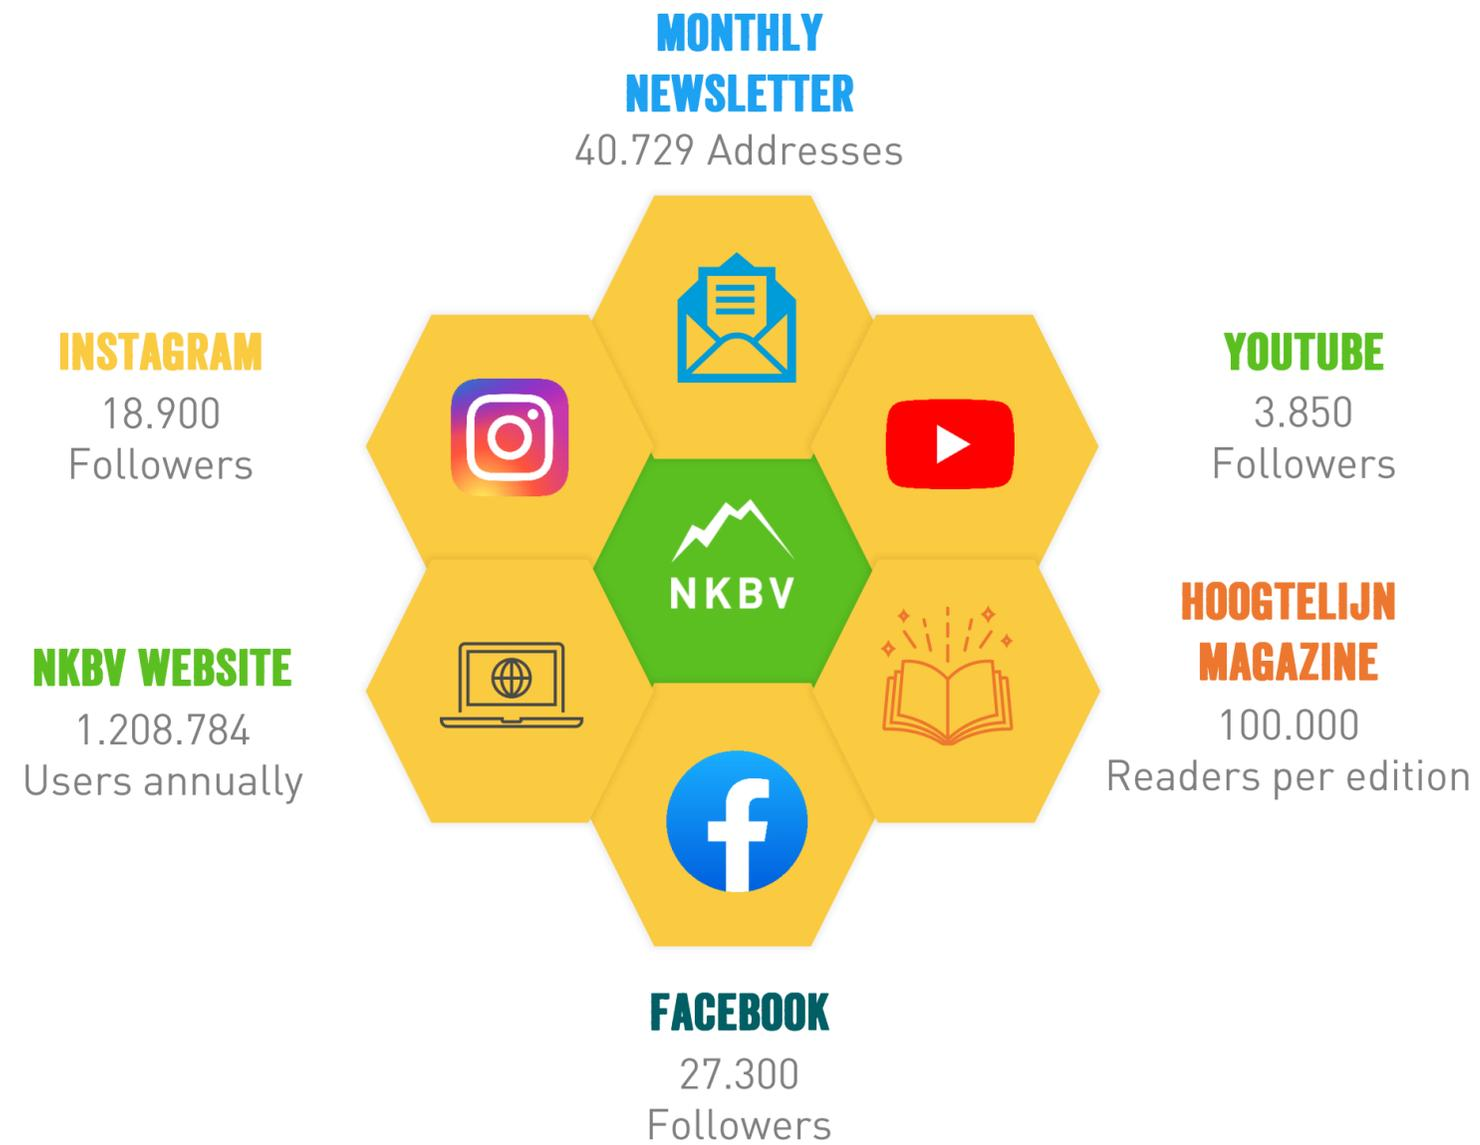 MONTHLY
NEWSLETTER
40.729 Addresses
INSTAGRAM
18.900
Followers
YOUTUBE
3.850
Followers
NKBV
NKBV WEBSITE
1.208.784
Users annually
HOOGTELIJN
MAGAZINE
100.000
Readers per edition
FACEBOOK
27.300
Followers